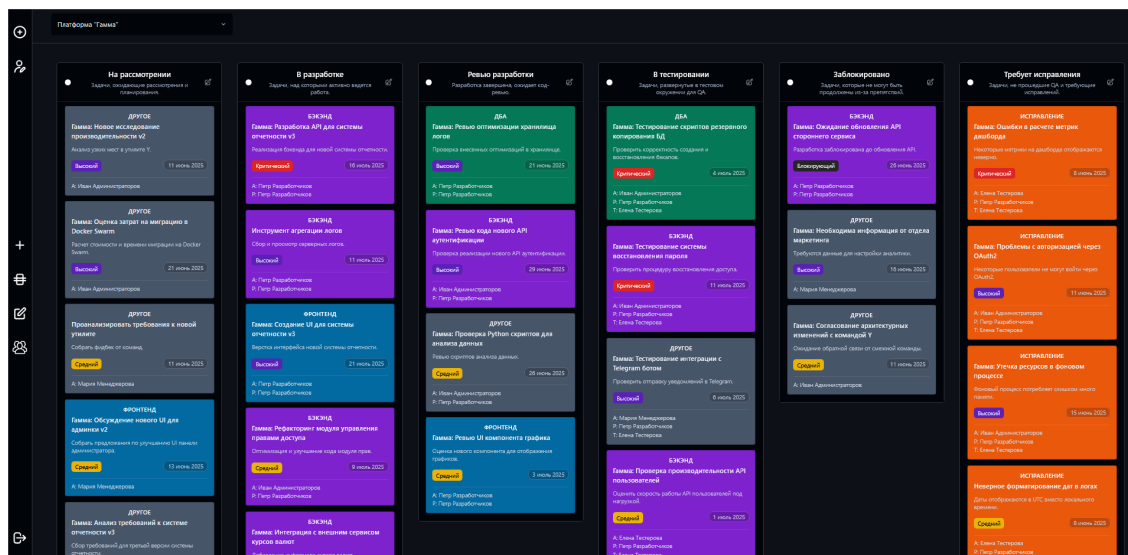 Платформа "Гамма"
На рассмотрении
Задачи, ожидающие рассмотрения и
планирования.
ДРУГОЕ
Гамма: Новое исследование
производительности v2
Анализ узких мест в утилите Y.
Высокий
11 июнь 2025
A: Иван Администраторов
ДРУГОЕ
Гамма: Оценка затрат на миграцию в
Docker Swarm
Расчет стоимости и времени миграции на Docker
Swarm.
Высокий
21 июнь 2025
A: Иван Администраторов
ДРУГОЕ
Проанализировать требования к новой
утилите
Собрать фидбек от команд.
Средний
11 июнь 2025
A: Мария Менеджерова
ФРОНТЕНД
Гамма: Обсуждение нового UI для
админки v2
Собрать предложения по улучшению UI панели
администратора.
Средний
13 июнь 2025
A: Мария Менеджерова
ДРУГОЕ
Гамма: Анализ требований к системе
отчетности v3
Сбор требований для третьей версии системы
отчетности.
В разработке
Задачи, над которыми активно ведется
работа.
БЭКЭНД
Гамма: Разработка API для системы
отчетности v3
Реализация бэкенда для новой системы отчетности.
Критический
16 июль 2025
A: Петр Разработчиков
P: Петр Разработчиков
БЭКЭНД
Инструмент агрегации логов
Сбор и просмотр серверных логов.
Высокий
11 июнь 2025
A: Петр Разработчиков
P: Петр Разработчиков
ФРОНТЕНД
Гамма: Создание UI для системы
отчетности v3
Верстка интерфейса новой системы отчетности.
Высокий
21 июнь 2025
A: Петр Разработчиков
P: Петр Разработчиков
БЭКЭНД
Гамма: Рефакторинг модуля управления
правами доступа
Оптимизация и улучшение кода модуля прав.
Средний
9 июнь 2025
A: Иван Администраторов
P: Петр Разработчиков
БЭКЭНД
Гамма: Интеграция с внешним сервисом
курсов валют
Ревью разработки
Разработка завершена, ожидает код-
ревью.
ДБА
Гамма: Ревью оптимизации хранилища
логов
Проверка внесенных оптимизаций в хранилище.
Высокий
21 июнь 2025
A: Петр Разработчиков
P: Петр Разработчиков
БЭКЭНД
Гамма: Ревью кода нового API
аутентификации
Проверка реализации нового API аутентификации.
Высокий
29 июнь 2025
A: Иван Администраторов
P: Петр Разработчиков
ДРУГОЕ
Гамма: Проверка Python скриптов для
анализа данных
Ревью скриптов анализа данных.
Средний
26 июнь 2025
A: Иван Администраторов
P: Петр Разработчиков
ФРОНТЕНД
Гамма: Ревью UI компонента графика
Оценка нового компонента для отображения
графиков.
Средний
3 июнь 2025
A: Петр Разработчиков
P: Петр Разработчиков
В тестировании
Задачи, развернутые в тестовом
окружении для QA.
ДБА
Гамма: Тестирование скриптов резервного
копирования БД
Проверить корректность создания и
восстановления бэкапов.
Критический
A: Иван Администраторов
P: Петр Разработчиков
T: Елена Тестерова
БЭКЭНД
Гамма: Тестирование системы
восстановления пароля
Проверить процедуру восстановления доступа.
Критический
11 июнь 2025
A: Иван Администраторов
P: Петр Разработчиков
T: Елена Тестерова
ДРУГОЕ
Гамма: Тестирование интеграции с
Telegram ботом
Проверить отправку уведомлений в Telegram.
Высокий
A: Мария Менеджерова
P: Петр Разработчиков
T: Елена Тестерова
БЭКЭНД
Гамма: Проверка производительности API
пользователей
Оценить скорость работы API пользователей под
нагрузкой.
Средний
A: Иван Администраторов
P: Петр Разработчиков
T: Елена Тестерова
Заблокировано
Задачи, которые не могут быть
продолжены из-за препятствий.
БЭКЭНД
Гамма: Ожидание обновления API
стороннего сервиса
Разработка заблокирована до обновления API.
Блокирующий
26 июнь 2025
A: Петр Разработчиков
P: Петр Разработчиков
ДРУГОЕ
Гамма: Необходима информация от отдела
маркетинга
Требуются данные для настройки аналитики.
Высокий
16 июнь 2025
A: Мария Менеджерова
ДРУГОЕ
Гамма: Согласование архитектурных
изменений с командой Y
Ожидание обратной связи от смежной команды.
Средний
11 июнь 2025
A: Иван Администраторов
Требует исправления
Задачи, не прошедшие QA и требующие
исправлений.
ИСПРАВЛЕНИЕ
Гамма: Ошибки в расчете метрик
дашборда
Некоторые метрики на дашборде отображаются
неверно.
Критический
A: Елена Тестерова
P: Петр Разработчиков
T: Елена Тестерова
ИСПРАВЛЕНИЕ
Гамма: Проблемы с авторизацией через
OAuth2
Некоторые пользователи не могут войти через
OAuth2.
Высокий
11 июнь 2025
A: Иван Администраторов
P: Петр Разработчиков
T: Елена Тестерова
ИСПРАВЛЕНИЕ
Гамма: Утечка ресурсов в фоновом
процессе
Фоновый процесс потребляет слишком много
памяти.
Высокий
15 июнь 2025
A: Иван Администраторов
P: Петр Разработчиков
T: Елена Тестерова
ИСПРАВЛЕНИЕ
Неверное форматирование дат в логах
Даты отображаются в UTC вместо локального
времени.
Средний
A: Елена Тестерова
P: Петр Разработчиков